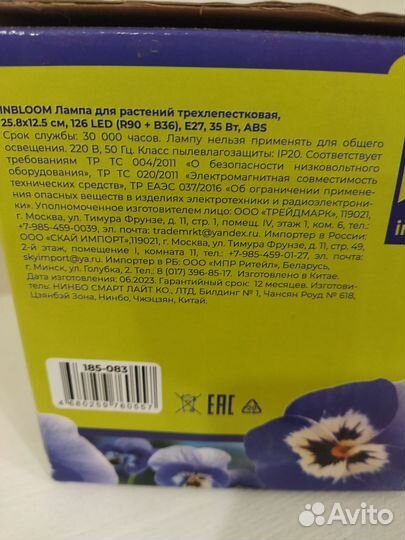 INBLOOM Лампа для растений трехлепестковая,
25.8х12.5 см, 126 LED (R90 + B36), E27, 35 Вт, ABS
Срок службы: 30 000 часов. Лампу нельзя применять для общего
освещения. 220 В, 50 Гц. Класс пылевлагозащиты: IP20. Соответствует
требованиям ТР ТС 004/2011 «О безопасности низковольтного
оборудования», ТР ТС 020/2011 «Электромагнитная совместимость
технических средств», ТР ЕАЭС 037/2016 «Об ограничении примене-
ния опасных веществ в изделиях электротехники и радиоэлектрони-
ки». Уполномоченное изготовителем лицо: ООО «ТРЕЙДМАРК», 119021,
г. Москва, ул. Тимура Фрунзе, д. 11, стр. 1, помещ. IV, этаж 1, ком. 6, тел.:
+7-985-459-0039, эл. почта: trademrkt@yandex.ru. Импортер в России:
ООО «СКАЙ ИМПОРТ», 119021, г. Москва, ул. Тимура Фрунзе, д. 11, стр. 49,
2-й этаж, помещение I, комната 11, тел.: +7-985-459-01-27, эл. почта:
skyimport@ya.ru. Импортер в РБ: ООО «МПР Ритейл», Беларусь,
г. Минск, ул. Голубка, 2. Тел.: 8 (017) 396-85-17. Изготовлено в Китае.
Дата изготовления: 06.2023. Гарантийный срок: 12 месяцев. Изготовитель:
НИНБО СМАРТ ЛАЙТ КО., ЛТД, Билдинг № 1, Чансян Роуд № 618,
Цзянбэй Зона, Нинбо, Чжэцзян, Китай.
185-083
4 680259 760557
EAC
in
Avito